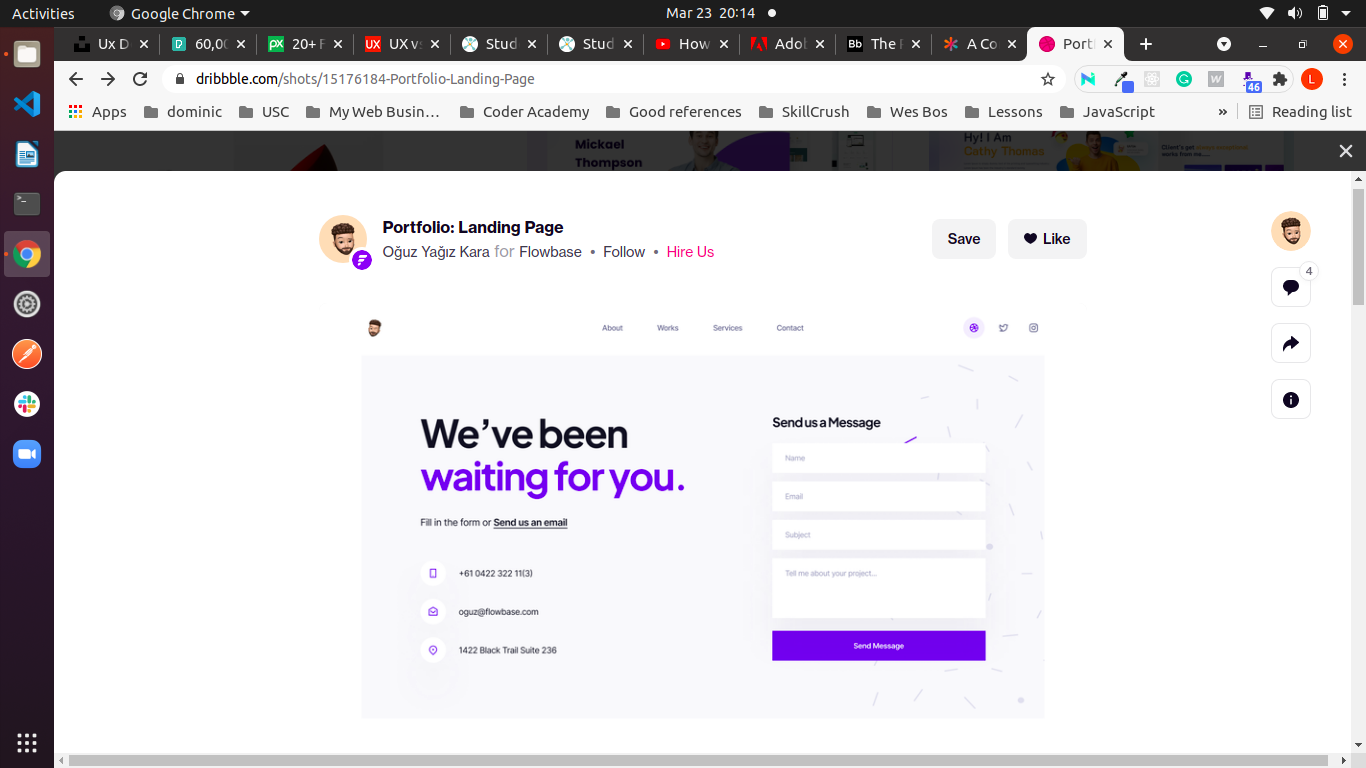 Activities
Google Chrome
Mar 23 20:14
Ux D
60,00
20+ F
UX vs
Stud
Stud
How
Adob
The F
A Co
Port
dribbble.com/shots/15176184-Portfolio-Landing-Page
46
L
Apps
dominic
USC
My Web Busin…
Coder Academy
Good references
SkillCrush
Wes Bos
Lessons
JavaScript
»
Reading list
Mickael
Thompson
Hy! I Am
Cathy Thomas
Portfolio: Landing Page
Oğuz Yağız Kara for Flowbase • Follow • Hire Us
Save
Like
4
About
Works
Services
Contact
We’ve been
waiting for you.
Fill in the form or Send us an email
+61 0422 322 11(3)
oguz@flowbase.com
1422 Black Trail Suite 236
Send us a Message
Name
Email
Subject
Tell me about your project...
Send Message